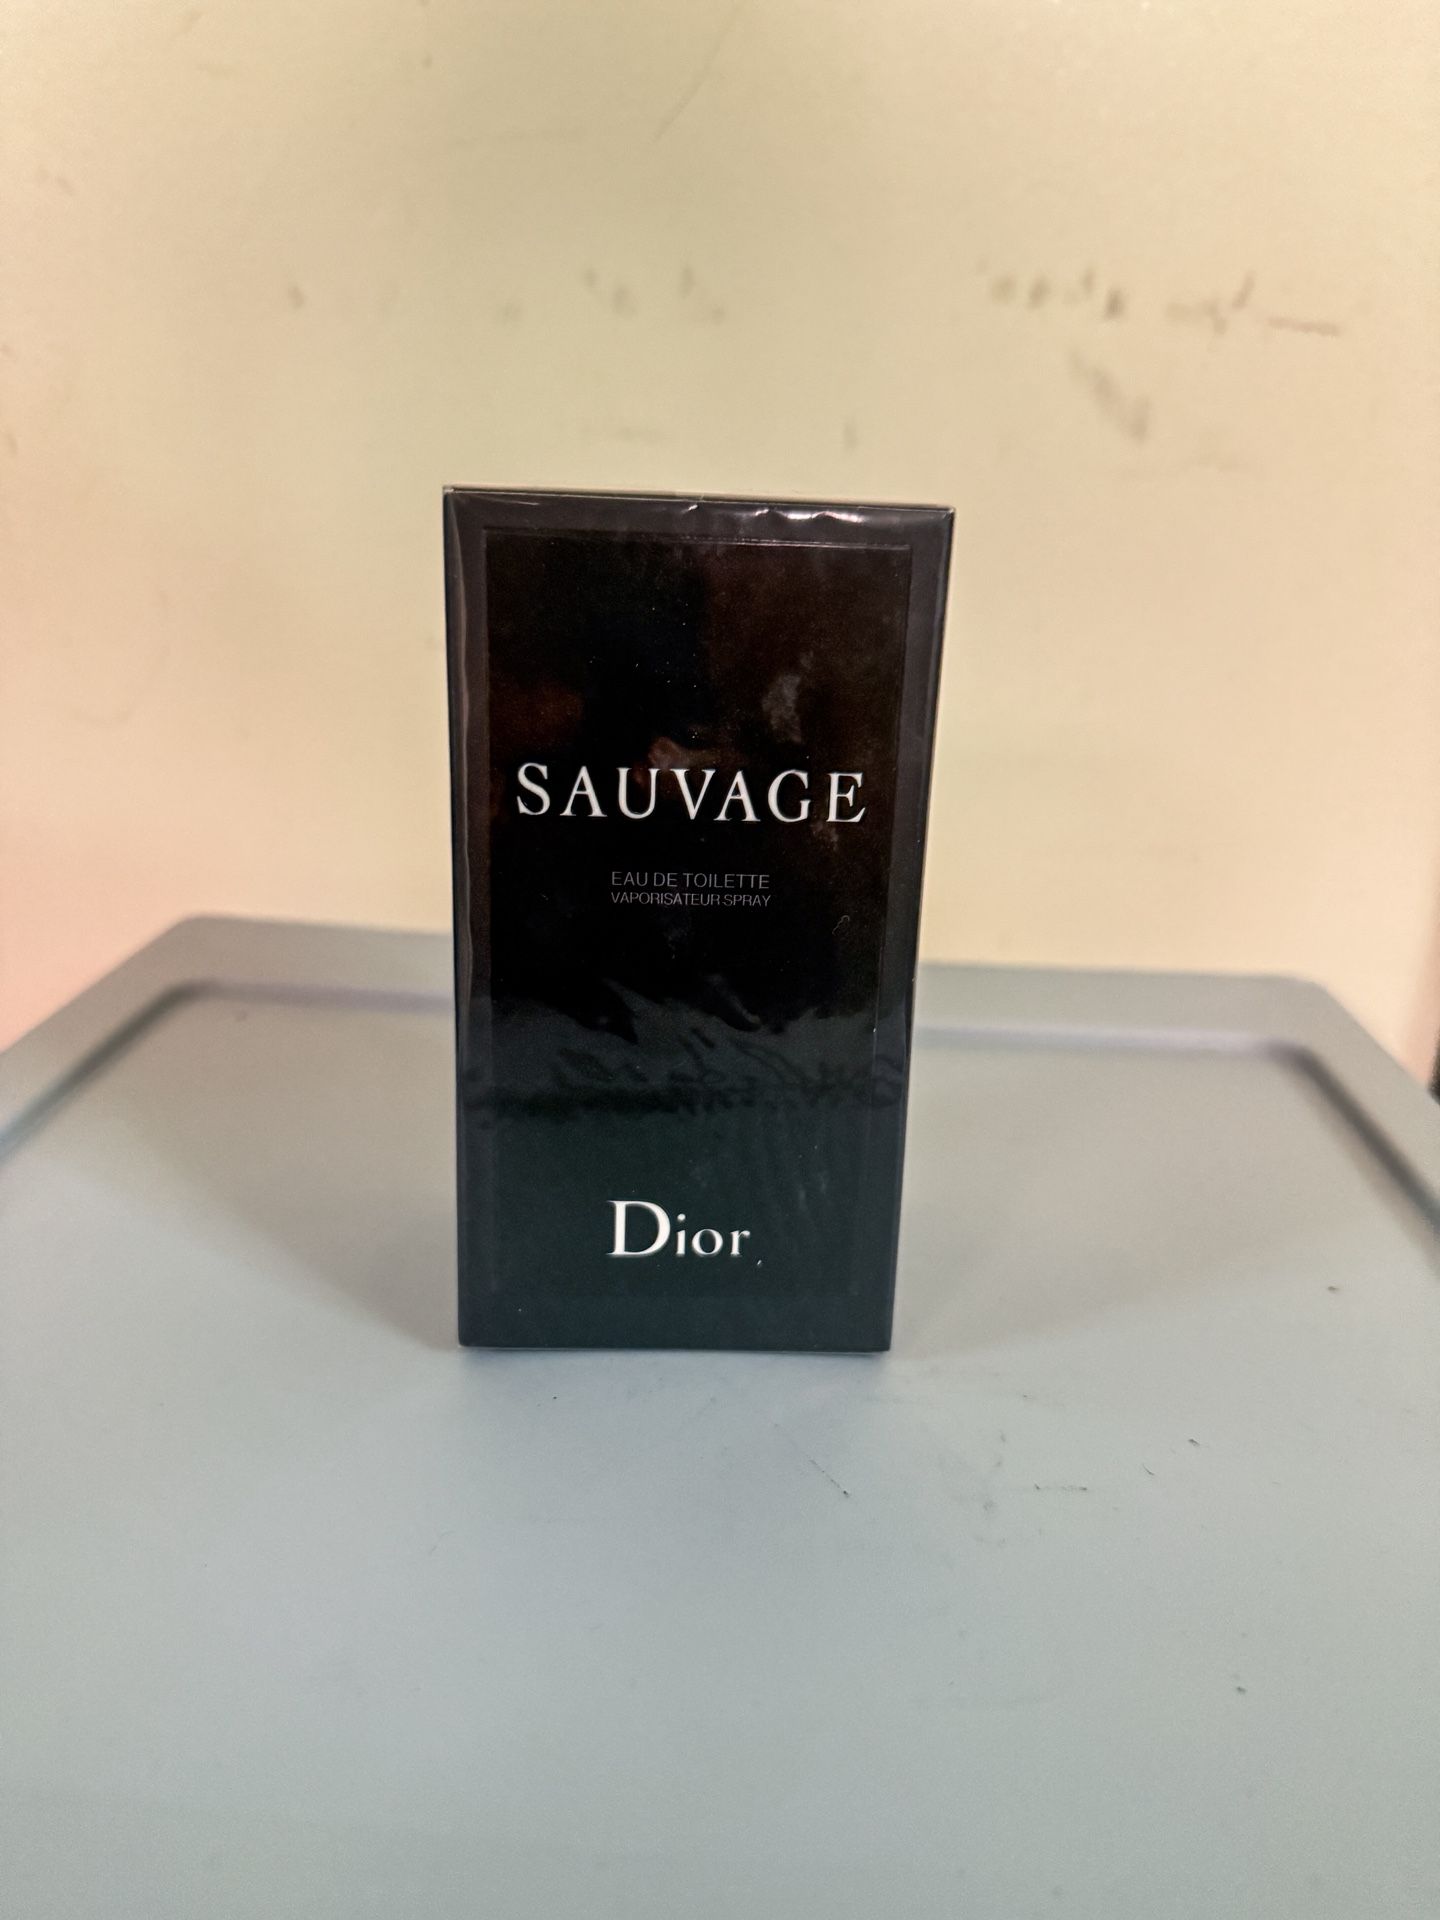 SAUVAGE
EAU DE TOILETTE
VAPORISATEUR SPRAY
Dior